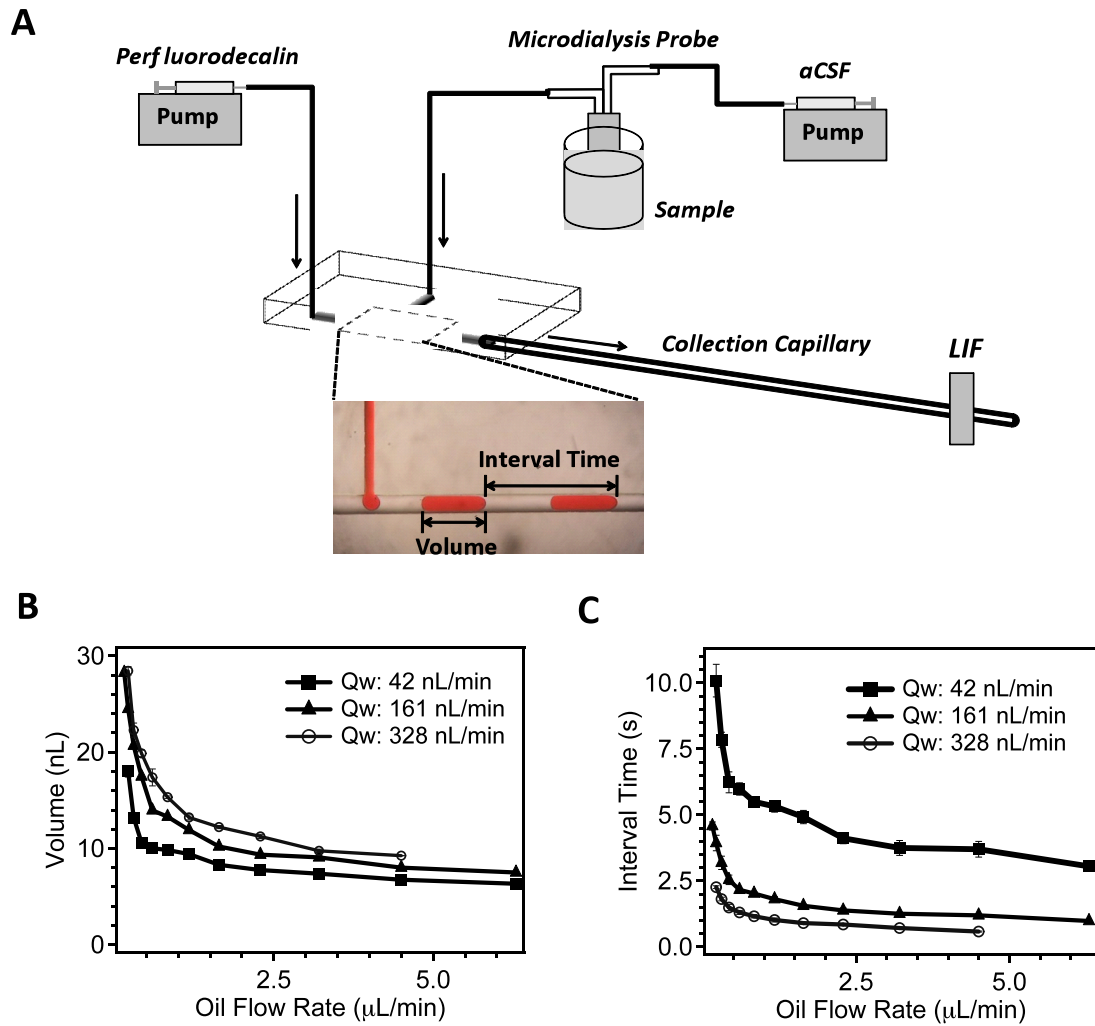 A
Perf luorodecalin
Pump
Microdialysis Probe
aCSF
Pump
Sample
Collection Capillary
LIF
Interval Time
Volume
B
30
20
10
0
Volume (nL)
Qw: 42 nL/min
Qw: 161 nL/min
Qw: 328 nL/min
2.5
5.0
Oil Flow Rate (μL/min)
C
10.0
7.5
5.0
2.5
0.0
Interval Time (s)
Qw: 42 nL/min
Qw: 161 nL/min
Qw: 328 nL/min
2.5
5.0
Oil Flow Rate (μL/min)